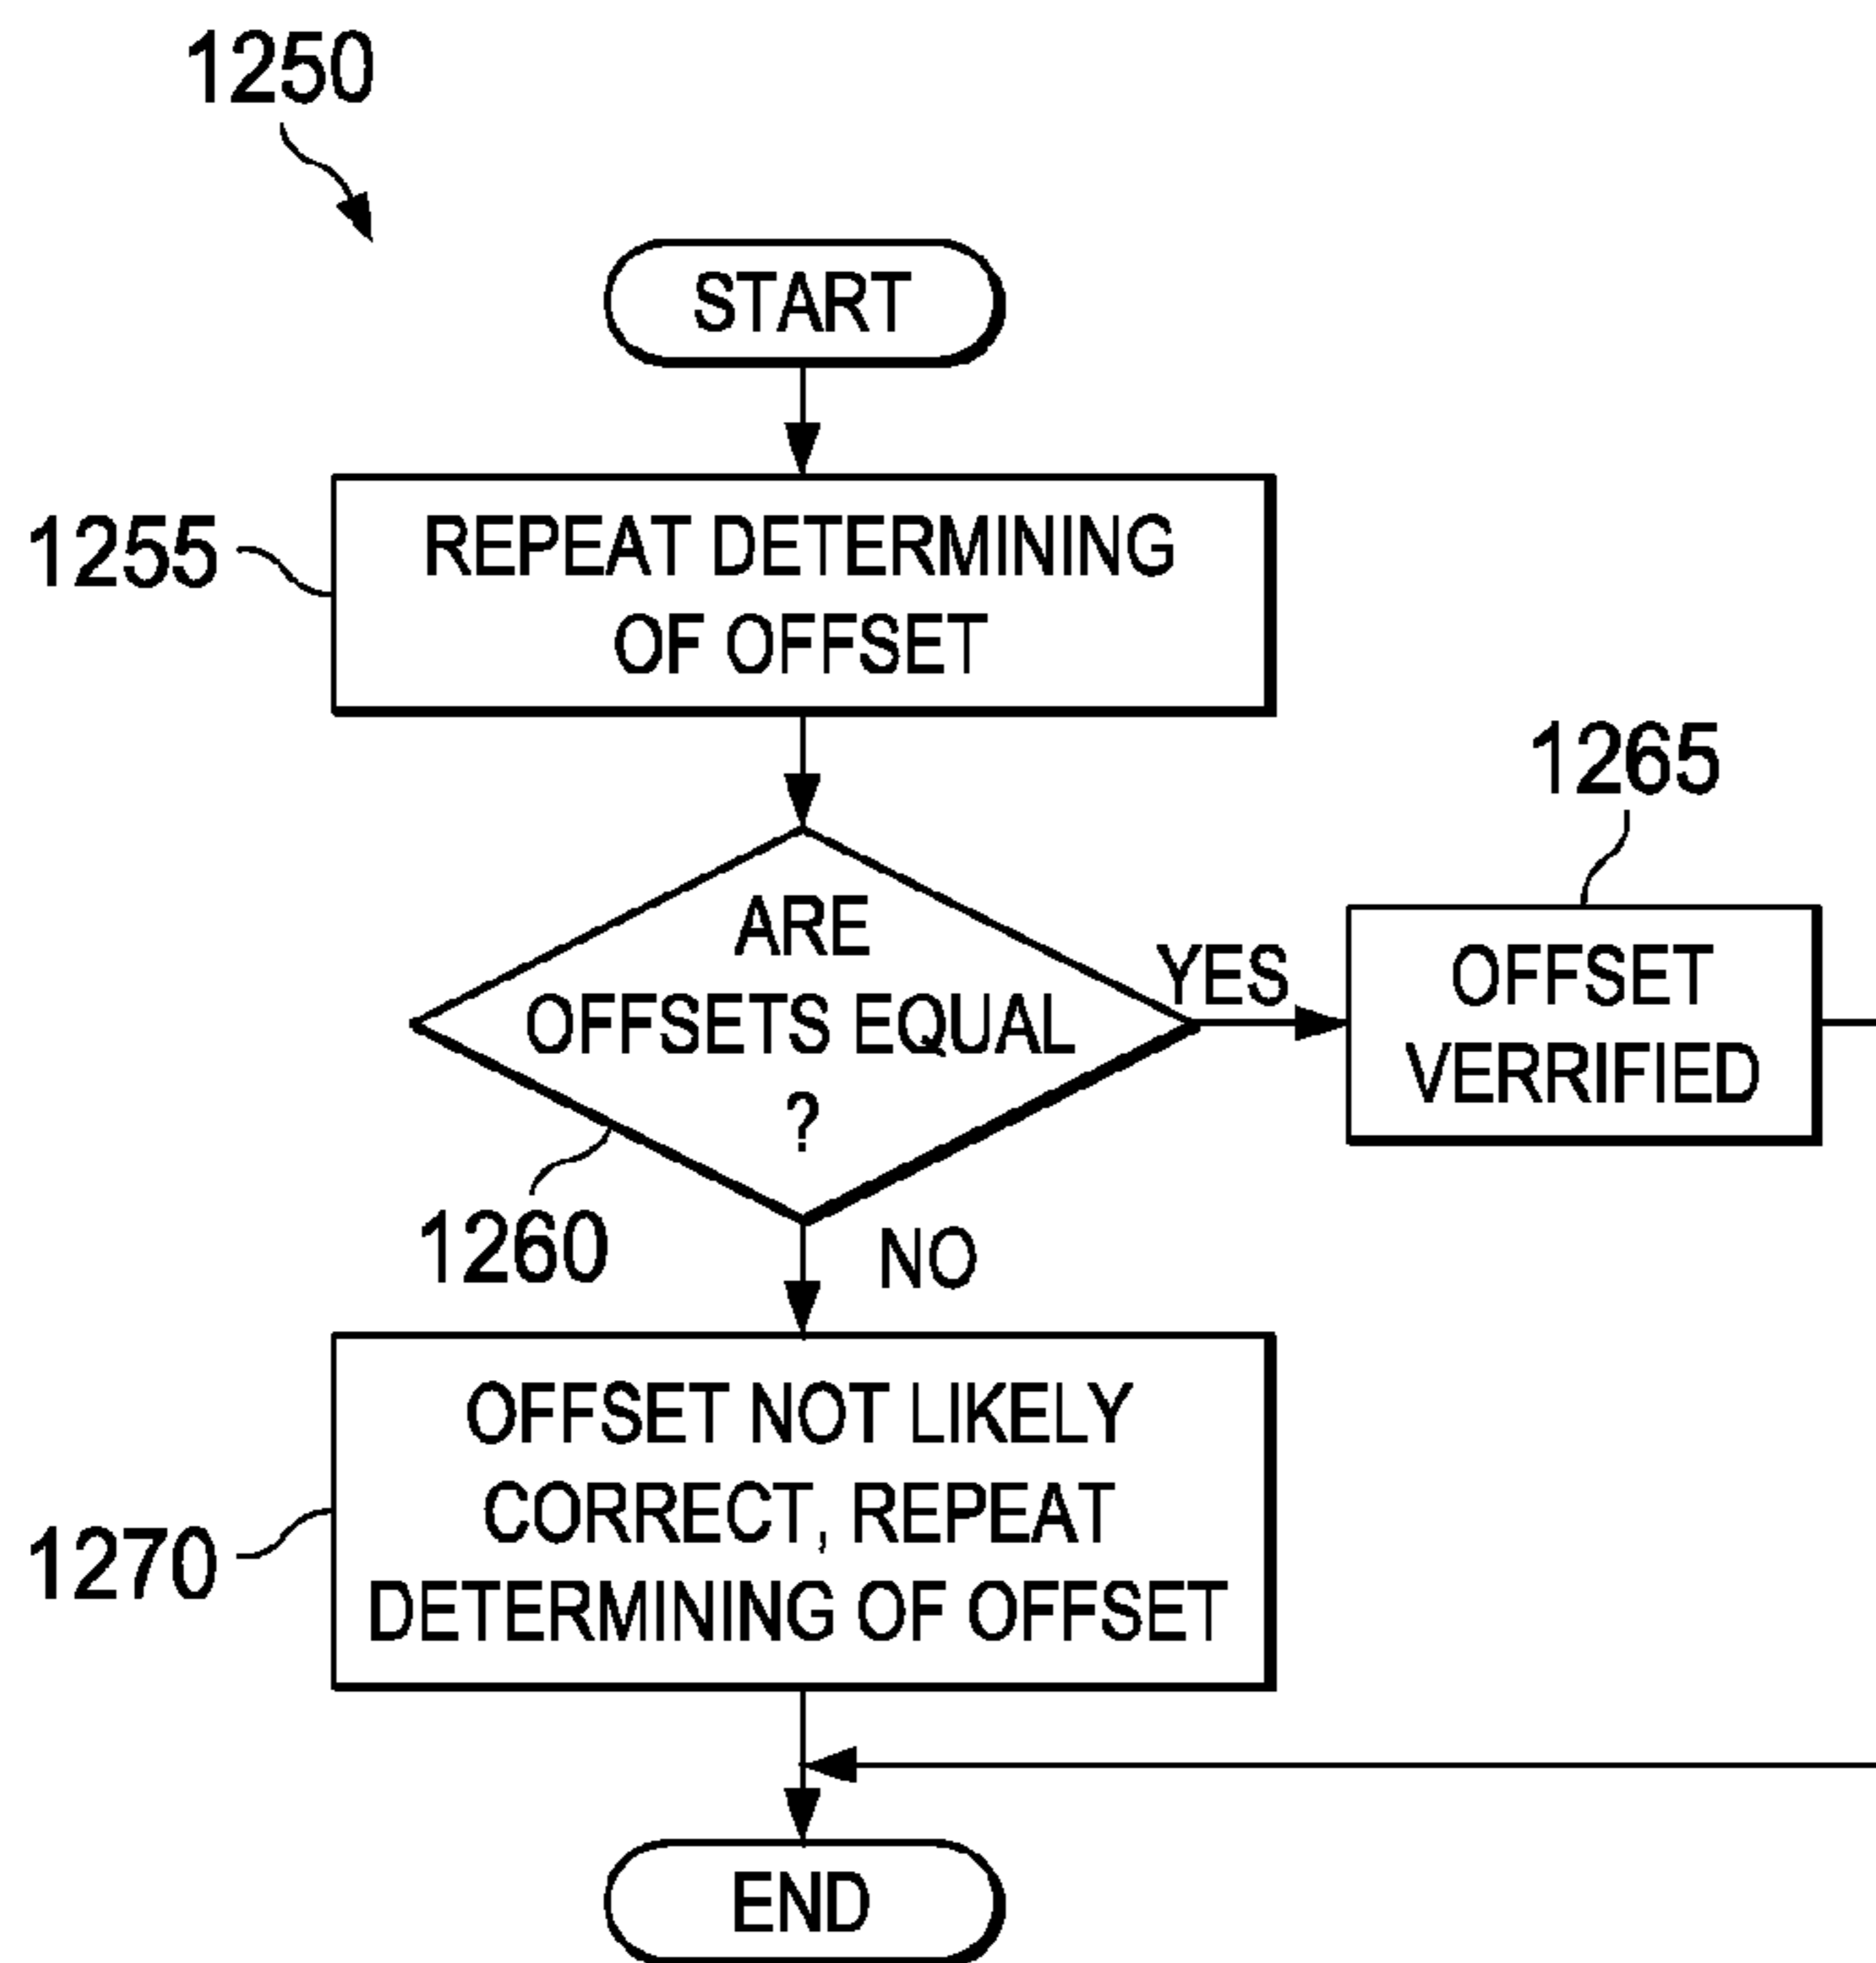 1250
START
1255
REPEAT DETERMINING
OF OFFSET
1265
ARE
OFFSETS EQUAL
?
YES
OFFSET
VERRIFIED
1260
NO
1270
OFFSET NOT LIKELY
CORRECT, REPEAT
DETERMINING OF OFFSET
END